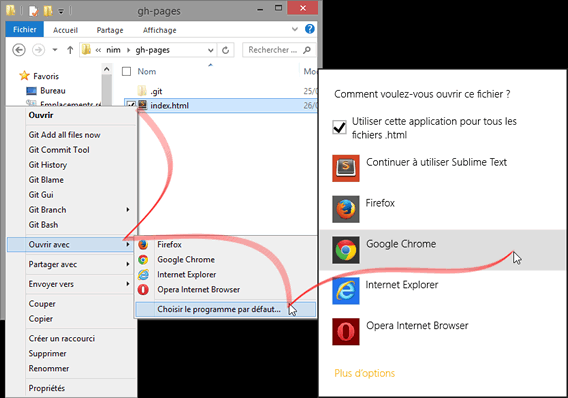 gh-pages
Fichier
Accueil
Partage
Affichage
« nim ▸ gh-pages
Rechercher ...
Nom
Favoris
Bureau
.git
25/0
index.html
26/0
Ouvrir
Git Add all files now
Git Commit Tool
Git History
Git Blame
Git Gui
Git Branch
Git Bash
Ouvrir avec
Partager avec
Envoyer vers
Couper
Copier
Créer un raccourci
Supprimer
Renommer
Propriétés
Firefox
Google Chrome
Internet Explorer
Opera Internet Browser
Choisir le programme par défaut...
Comment voulez-vous ouvrir ce fichier ?
Utiliser cette application pour tous les
fichiers .html
Continuer à utiliser Sublime Text
Firefox
Google Chrome
Internet Explorer
Opera Internet Browser
Plus d'options